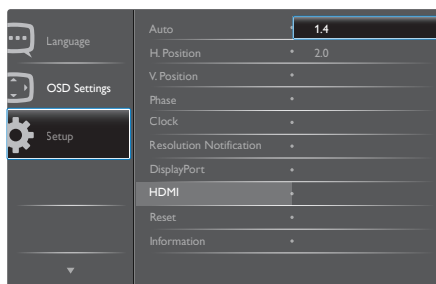 Language
OSD Settings
Setup
Auto
H. Position
V. Position
Phase
Clock
Resolution Notification
DisplayPort
HDMI
Reset
Information
1.4
2.0